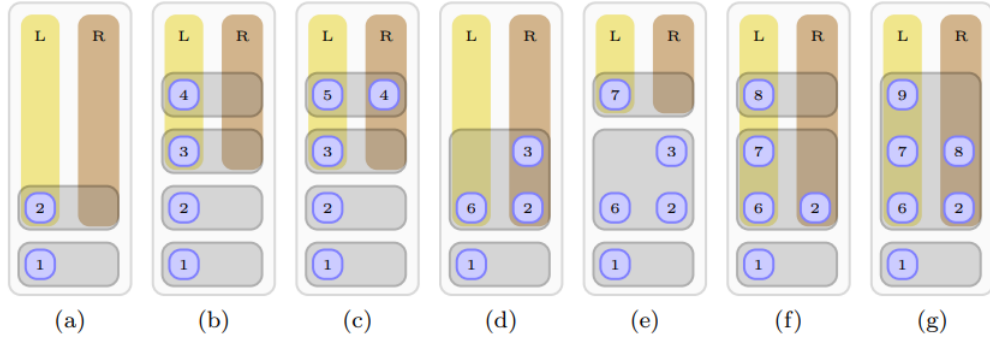 L R L R L R L R L R L R L R
4 5 4 7 8 9
3 3 3 3 7 7 8
2 2 2 6 2 6 2 6 2 6 2
1 1 1 1 1 1 1
(a) (b) (c) (d) (e) (f) (g)